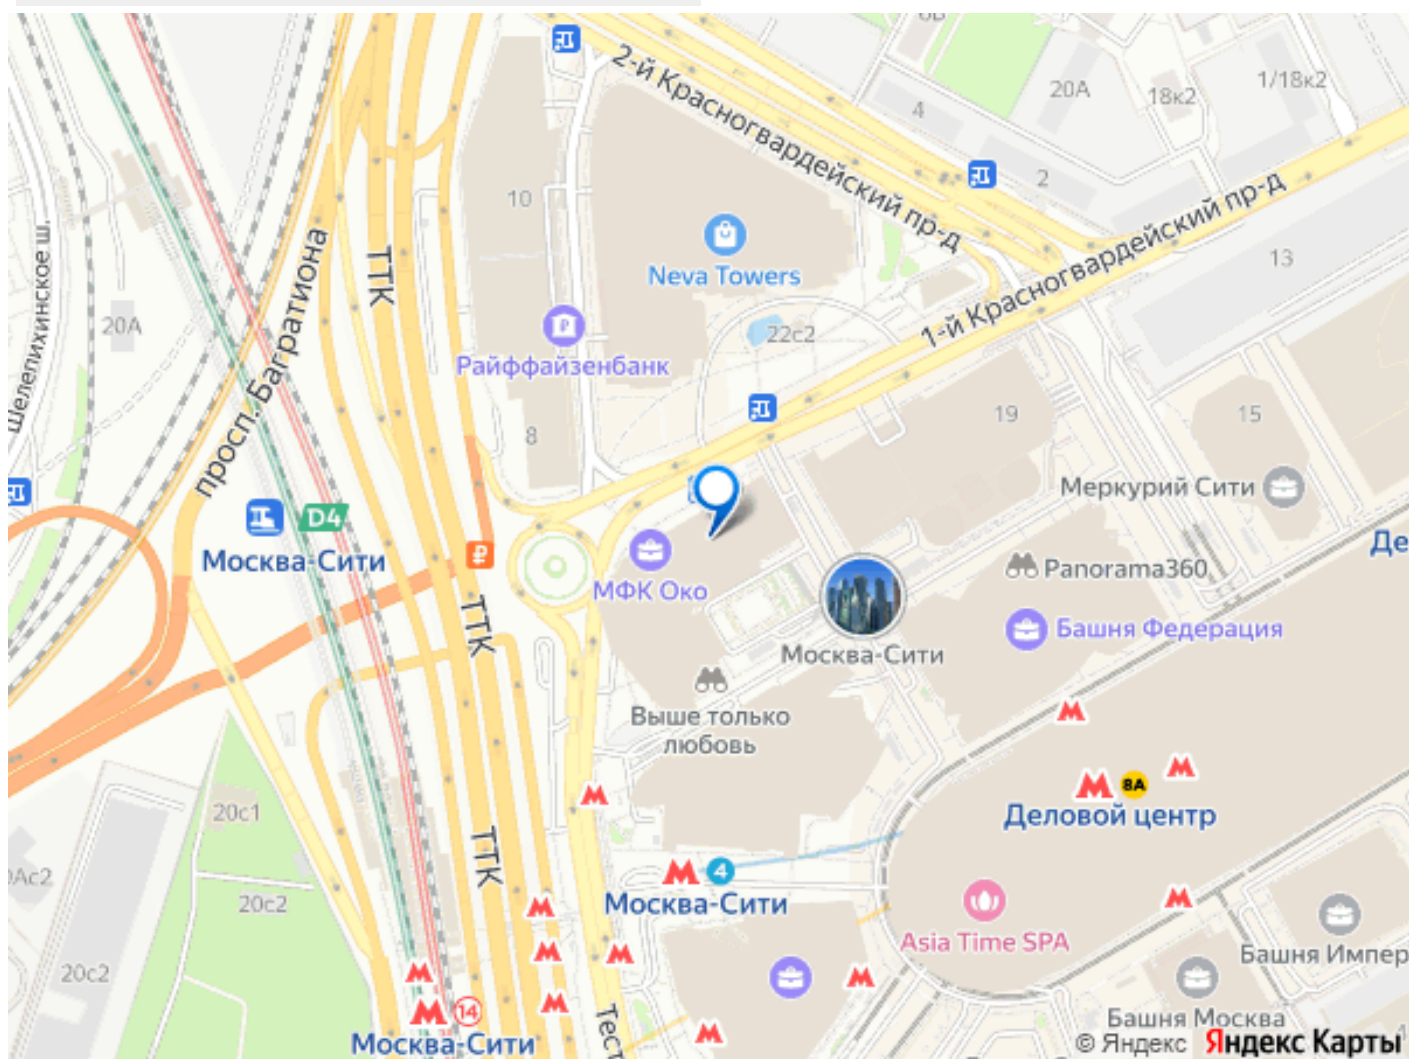 2-й Красногвардейский пр-д
4
20А
18к2
1/18к2
2
10
1-й Красногвардейский пр-д
13
Neva Towers
ТТК
просп. Багратиона
Шелепихинское ш.
20А
22с2
Райффайзенбанк
8
19
15
Меркурий Сити
D4
Москва-Сити
₽
МФК Око
Panorama360
Башня Федерация
Москва-Сити
ТТК
Выше только
любовь
8А
Деловой центр
20с1
ТТК
4
Москва-Сити
20с2
Asia Time SPA
20с2
14
Москва-Сити
Башня Москва
© Яндекс Яндекс Карты